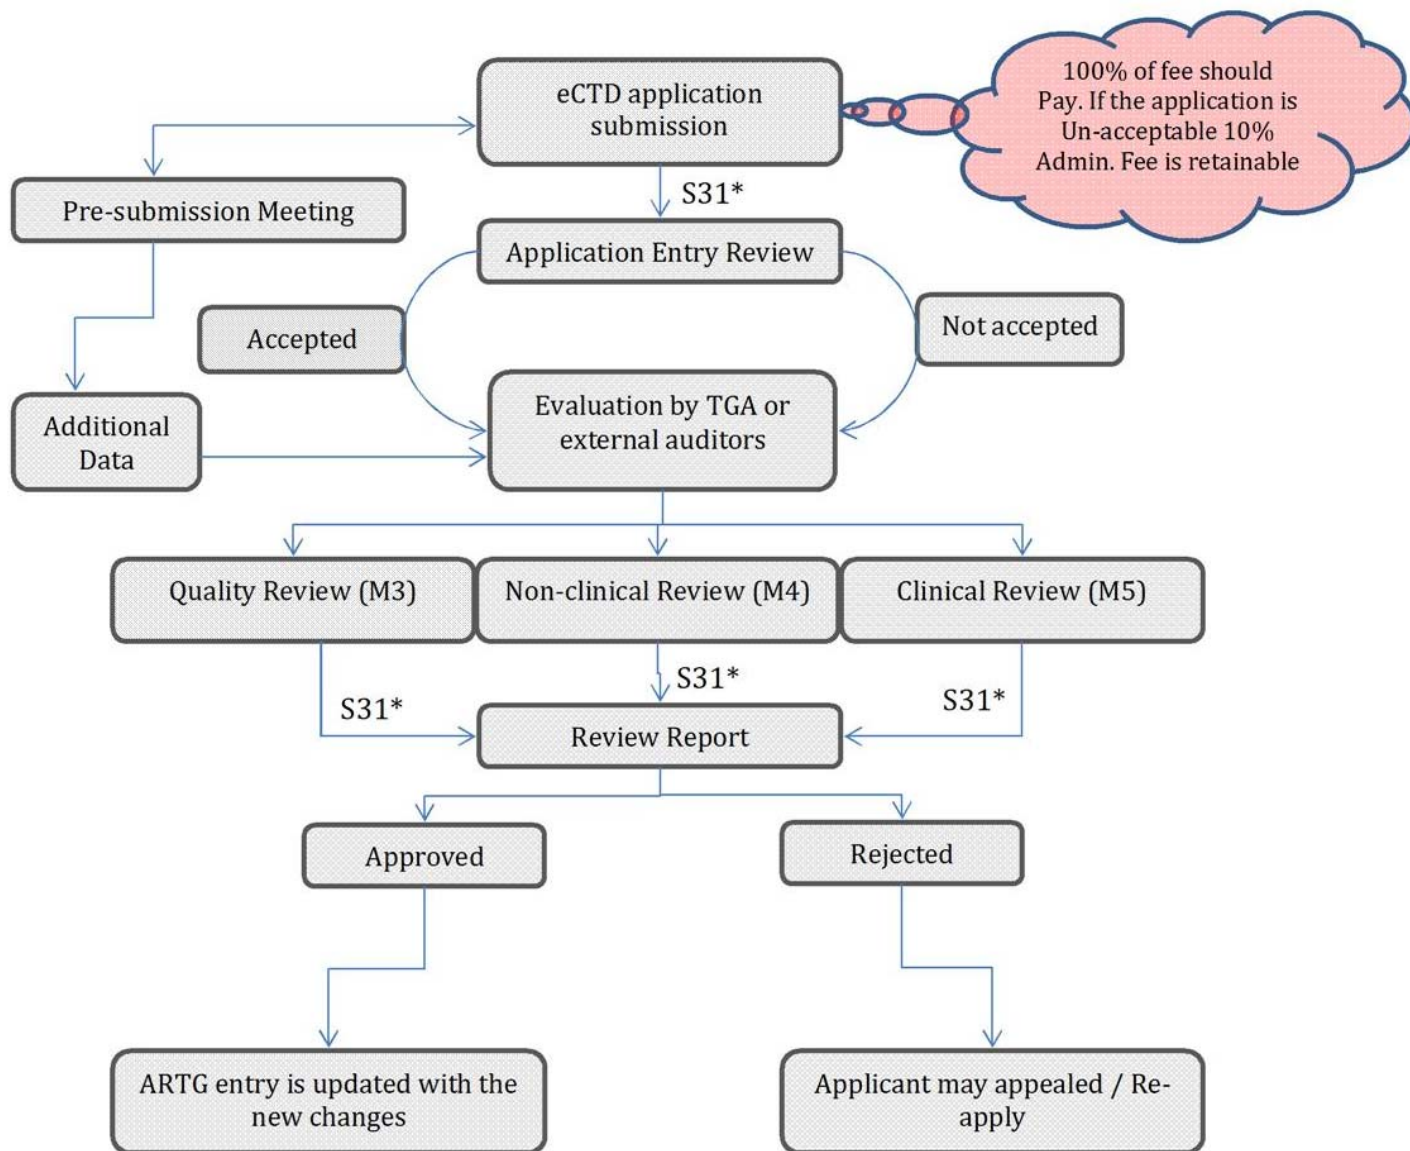 eCTD application
submission
100% of fee should
Pay. If the application is
Un-acceptable 10%
Admin. Fee is retainable
Pre-submission Meeting
S31*
Application Entry Review
Accepted
Not accepted
Additional
Data
Evaluation by TGA or
external auditors
Quality Review (M3)
Non-clinical Review (M4)
Clinical Review (M5)
S31*
S31*
S31*
Review Report
Approved
Rejected
ARTG entry is updated with the
new changes
Applicant may appealed / Re-
apply